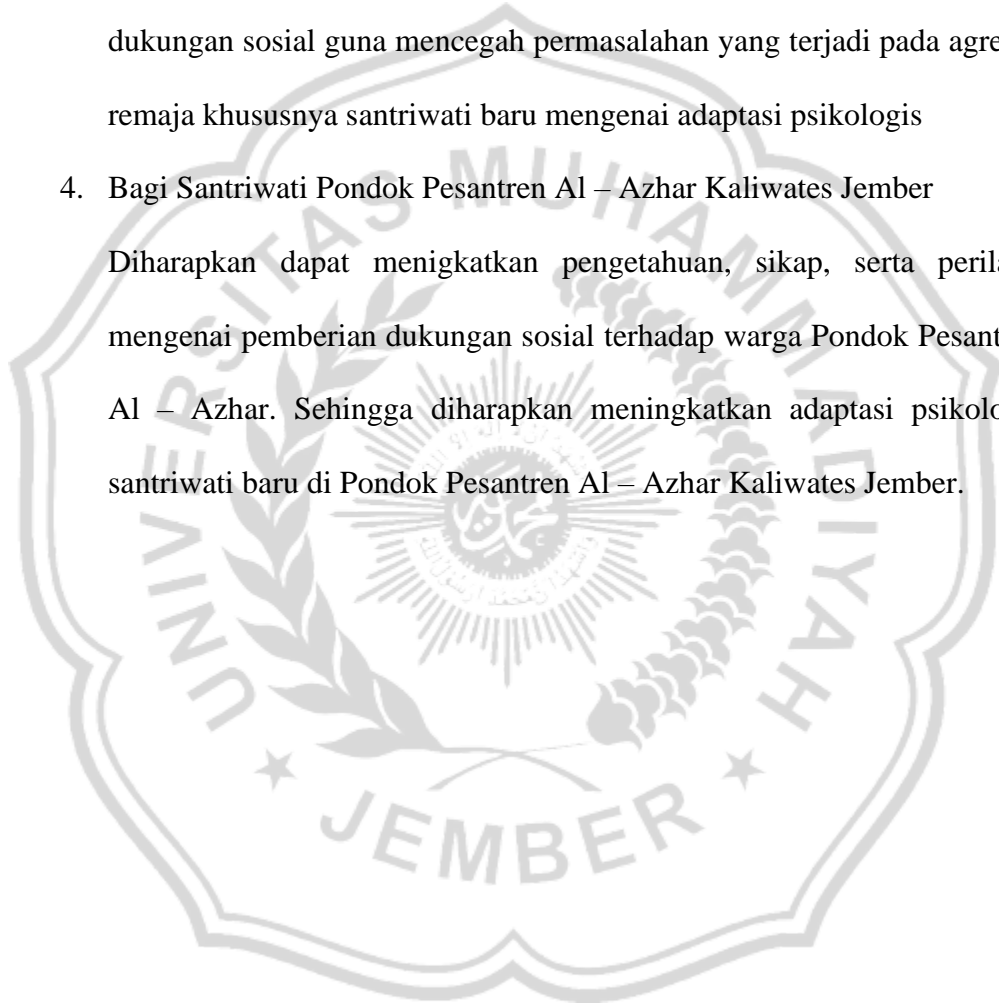 dukungan sosial guna mencegah permasalahan yang terjadi pada agre
remaja khususnya santriwati baru mengenai adaptasi psikologis
4. Bagi Santriwati Pondok Pesantren Al – Azhar Kaliwates Jember
Diharapkan dapat menigkatkan pengetahuan, sikap, serta peril
mengenai pemberian dukungan sosial terhadap warga Pondok Pesant
Al – Azhar. Sehingga diharapkan meningkatkan adaptasi psikolo
santriwati baru di Pondok Pesantren Al – Azhar Kaliwates Jember.
UNIVERSITAS MUHAMMADIYAH
JEMBER